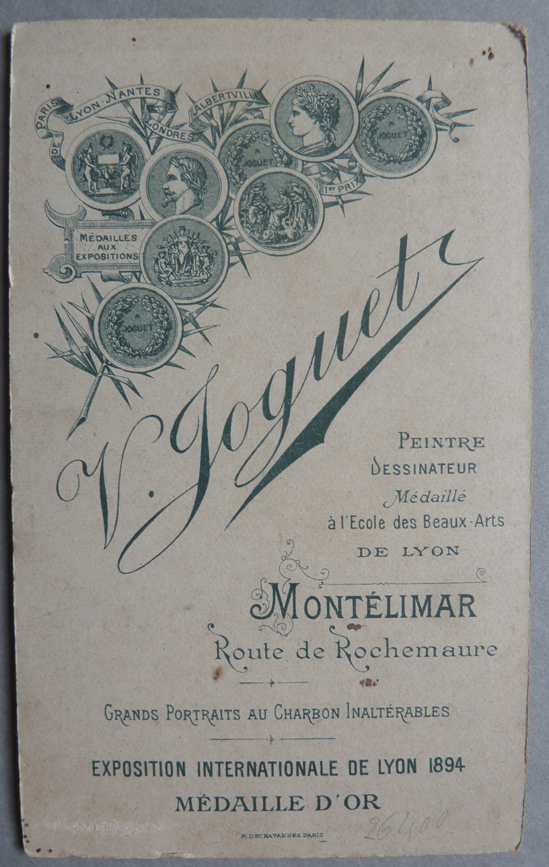 DE PARIS
LYON-NANTES
LONDRES
ALBERTVILLE
1ER PRIX
A
JOGUET
A
JOGUET
MÉDAILLES
AUX
EXPOSITIONS
A
JOGUET
V. Joguet
PEINTRE
DESSINATEUR
Médaillé
à l'Ecole des Beaux-Arts
DE LYON
MONTÉLIMAR
Route de Rochemaure
GRANDS PORTRAITS AU CHARBON INALTÉRABLES
EXPOSITION INTERNATIONALE DE LYON 1894
MÉDAILLE D'OR
PARIS